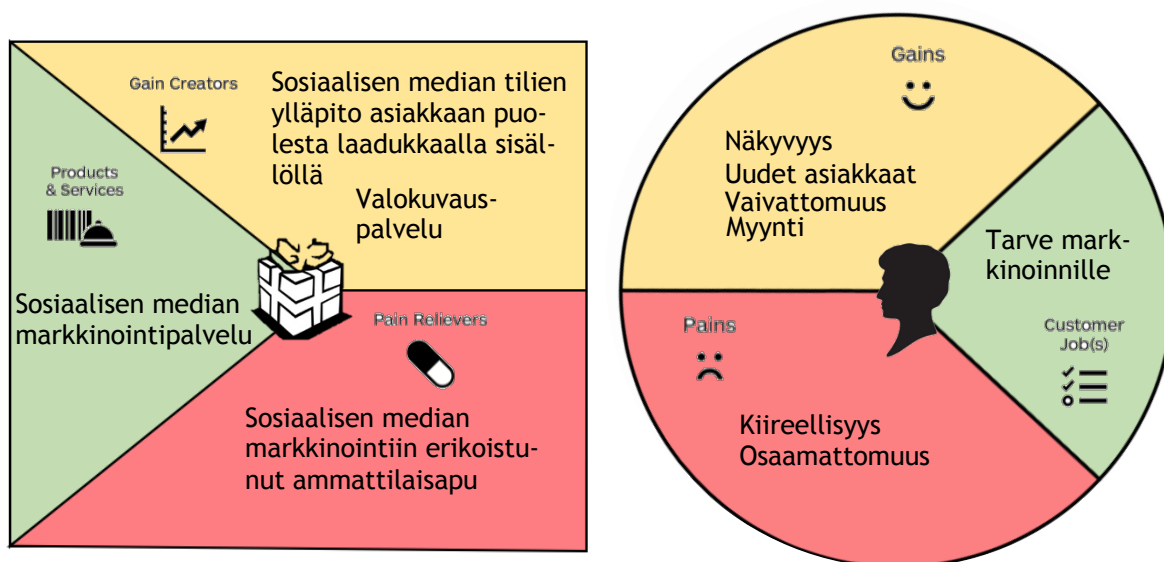 Gain Creators
Sosiaalisen median tilien
ylläpito asiakkaan puo-
lesta laadukkaalla sisäl-
löllä
Valokuvaus-
palvelu
Products
& Services
Sosiaalisen median
markkinointipalvelu
Pain Relievers
Sosiaalisen median
markkinointiin erikoistu-
nut ammattilaisapu
Gains
Näkyvyys
Uudet asiakkaat
Vaivattomuus
Myynti
Tarve mark-
kinoinnille
Customer
Job(s)
Pains
Kiireellisyys
Osaamattomuus